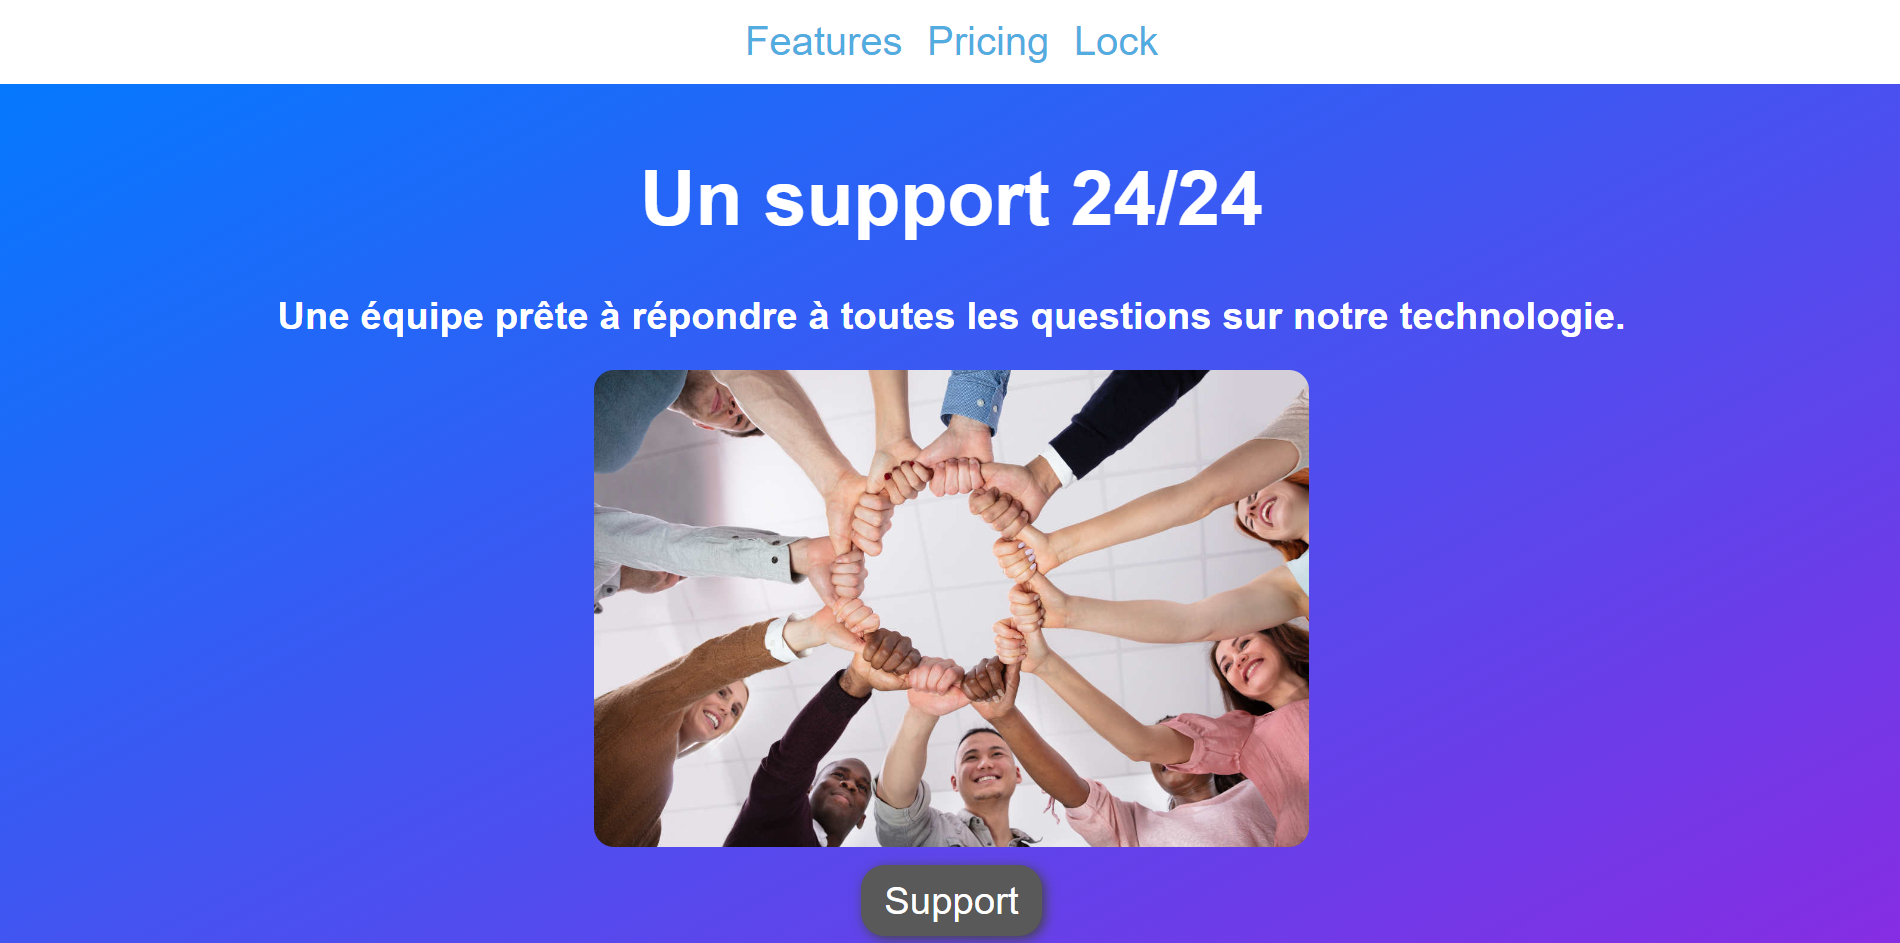 Features Pricing Lock
Un support 24/24
Une équipe prête à répondre à toutes les questions sur notre technologie.
Support